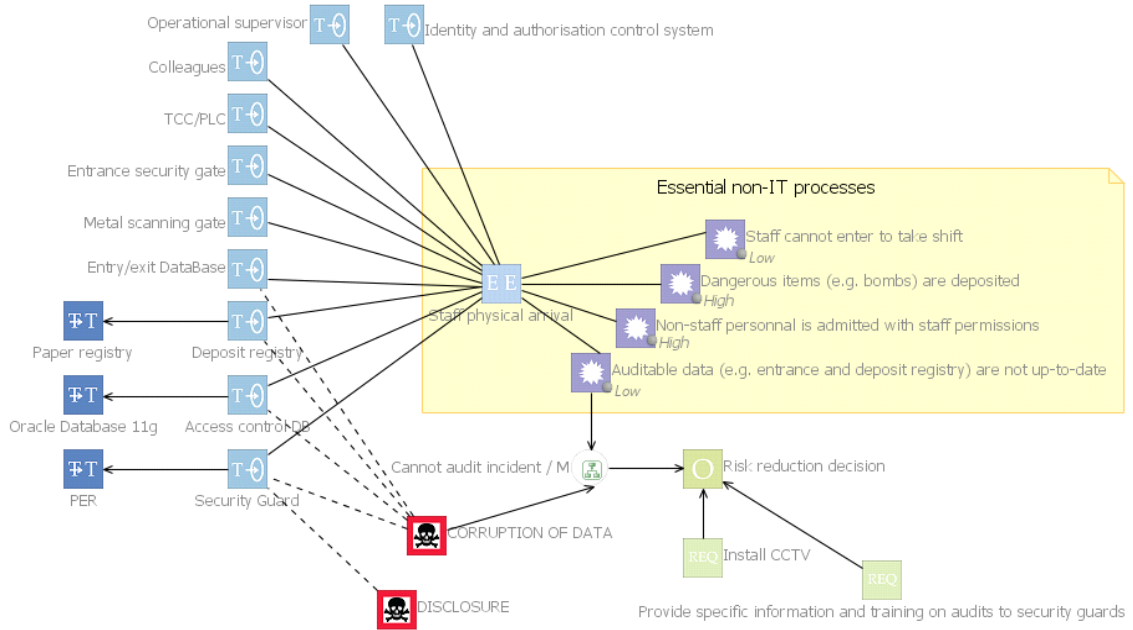 Operational supervisor
T
T
Identity and authorisation control system
Colleagues
T
TCC/PLC
T
Entrance security gate
T
Essential non-IT processes
Metal scanning gate
T
Staff cannot enter to take shift
Low
Entry/exit DataBase
T
E E
Dangerous items (e.g. bombs) are deposited
High
Staff physical arrival
T T
T
Non-staff personnal is admitted with staff permissions
High
Paper registry
Deposit registry
Auditable data (e.g. entrance and deposit registry) are not up-to-date
Low
T T
T
Oracle Database 11g
Access control DB
T T
T
Cannot audit incident / M
O
Risk reduction decision
PER
Security Guard
CORRUPTION OF DATA
REQ
Install CCTV
REQ
DISCLOSURE
Provide specific information and training on audits to security guards